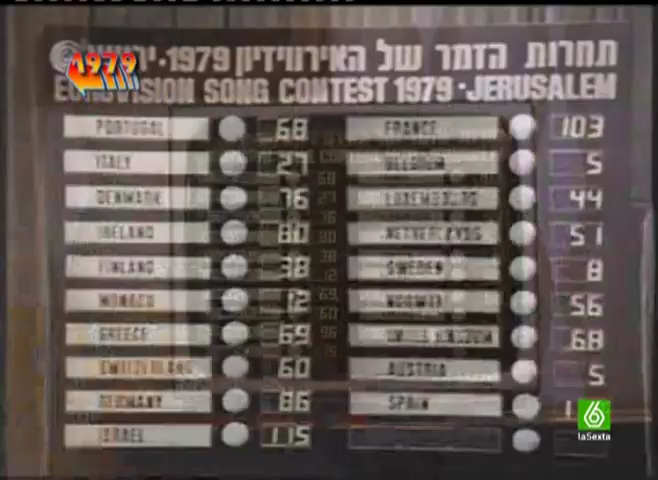 1979
תחרות הזמר של האירוויזיון 1979 ·
EUROVISION SONG CONTEST 1979 · JERUSALEM
PORTUGAL 68 FRANCE 103
ITALY 27 BELGIUM 5
DENMARK 76 LUXEMBOURG 44
IRELAND 80 NETHERLANDS 51
FINLAND 38 SWEDEN 8
MONACO 12 NORWAY 56
GREECE 69 UNITED KINGDOM 68
SWITZERLAND 60 AUSTRIA 5
GERMANY 86 SPAIN
ISRAEL 115
6
laSexta